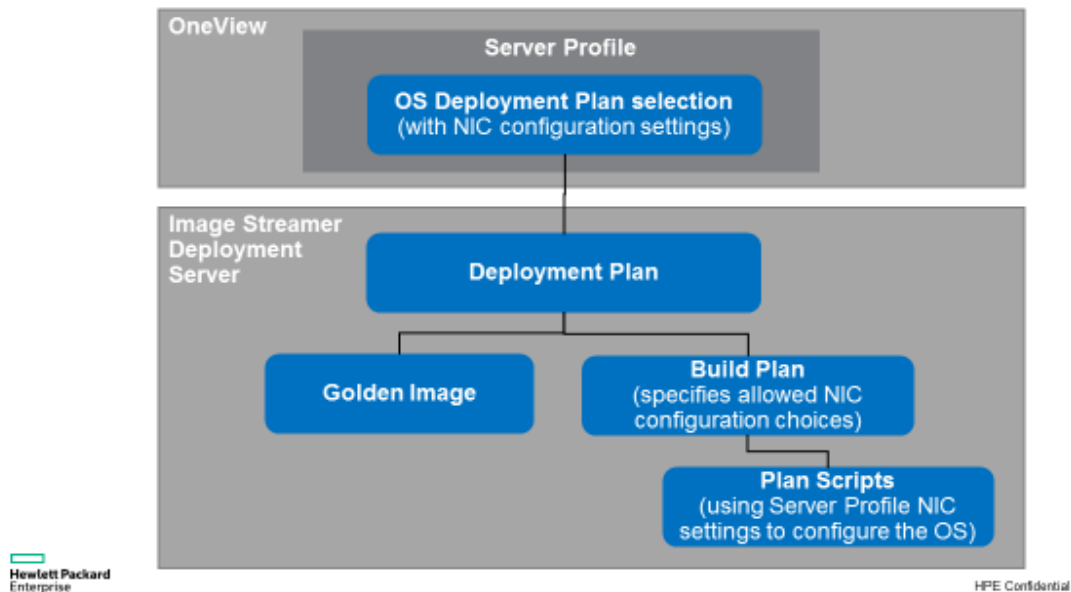 OneView
Server Profile
OS Deployment Plan selection
(with NIC configuration settings)
Image Streamer
Deployment
Server
Deployment Plan
Golden Image
Build Plan
(specifies allowed NIC
configuration choices)
Plan Scripts
(using Server Profile NIC
settings to configure the OS)
Hewlett Packard
Enterprise
HPE Confidential